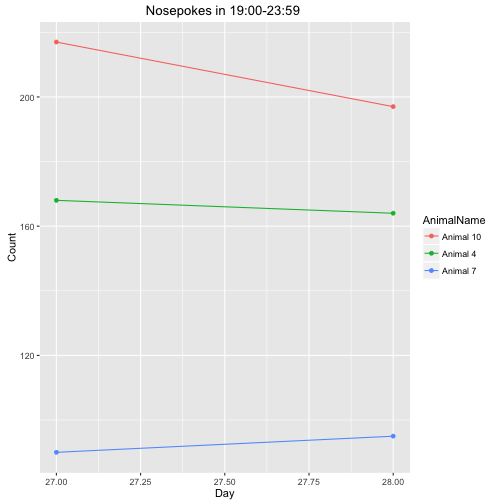 Nosepokes in 19:00-23:59
200
160
120
Count
27.00 27.25 27.50 27.75 28.00
Day
AnimalName
Animal 10
Animal 4
Animal 7